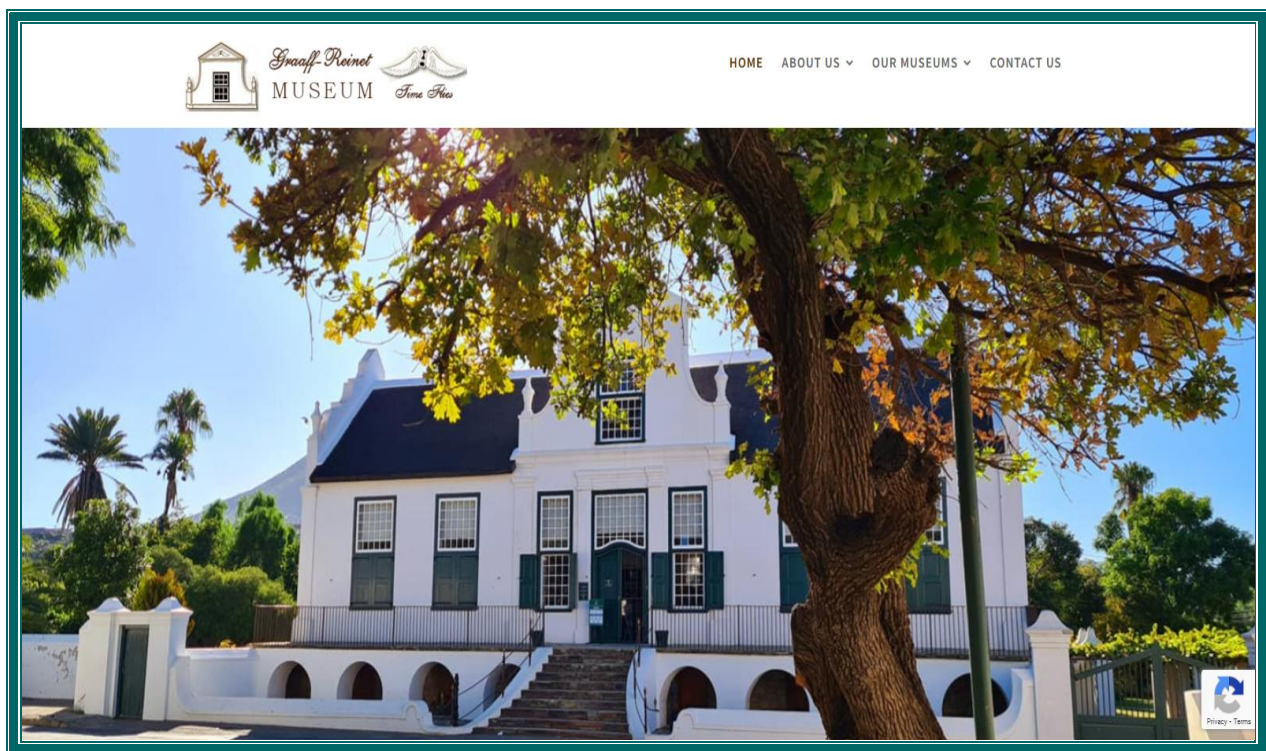 Graaff-Reinet
MUSEUM
Time Flies
HOME ABOUT US OUR MUSEUMS CONTACT US
Privacy - Terms